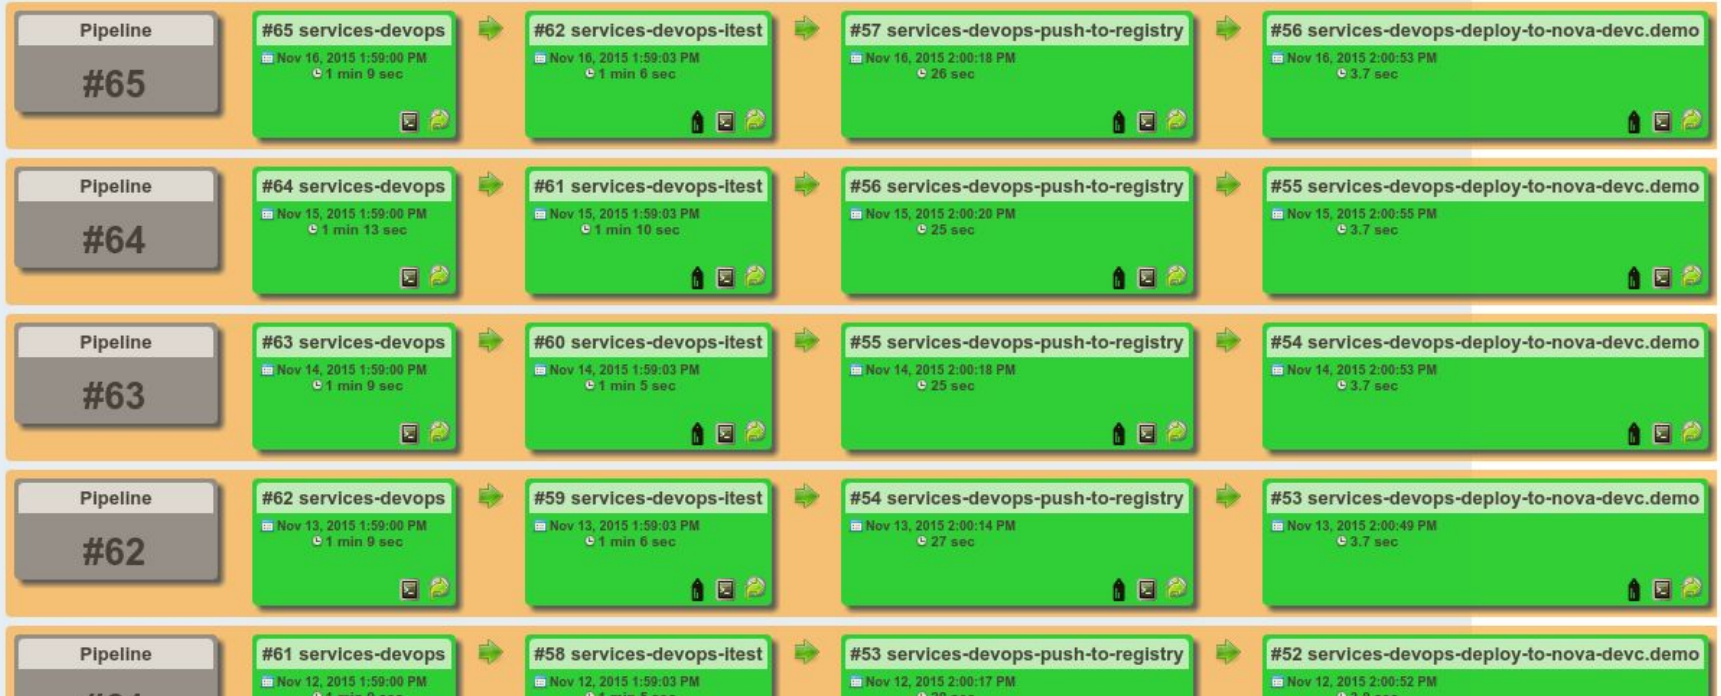 Pipeline
#65
#65 services-devops
Nov 16, 2015 1:59:00 PM
1 min 9 sec
#62 services-devops-itest
Nov 16, 2015 1:59:03 PM
1 min 6 sec
#57 services-devops-push-to-registry
Nov 16, 2015 2:00:18 PM
26 sec
#56 services-devops-deploy-to-nova-devc.demo
Nov 16, 2015 2:00:53 PM
3.7 sec
Pipeline
#64
#64 services-devops
Nov 15, 2015 1:59:00 PM
1 min 13 sec
#61 services-devops-itest
Nov 15, 2015 1:59:03 PM
1 min 10 sec
#56 services-devops-push-to-registry
Nov 15, 2015 2:00:20 PM
25 sec
#55 services-devops-deploy-to-nova-devc.demo
Nov 15, 2015 2:00:55 PM
3.7 sec
Pipeline
#63
#63 services-devops
Nov 14, 2015 1:59:00 PM
1 min 9 sec
#60 services-devops-itest
Nov 14, 2015 1:59:03 PM
1 min 5 sec
#55 services-devops-push-to-registry
Nov 14, 2015 2:00:18 PM
25 sec
#54 services-devops-deploy-to-nova-devc.demo
Nov 14, 2015 2:00:53 PM
3.7 sec
Pipeline
#62
#62 services-devops
Nov 13, 2015 1:59:00 PM
1 min 9 sec
#59 services-devops-itest
Nov 13, 2015 1:59:03 PM
1 min 6 sec
#54 services-devops-push-to-registry
Nov 13, 2015 2:00:14 PM
27 sec
#53 services-devops-deploy-to-nova-devc.demo
Nov 13, 2015 2:00:49 PM
3.7 sec
Pipeline
#61 services-devops
Nov 12, 2015 1:59:00 PM
#58 services-devops-itest
Nov 12, 2015 1:59:03 PM
#53 services-devops-push-to-registry
Nov 12, 2015 2:00:17 PM
#52 services-devops-deploy-to-nova-devc.demo
Nov 12, 2015 2:00:52 PM